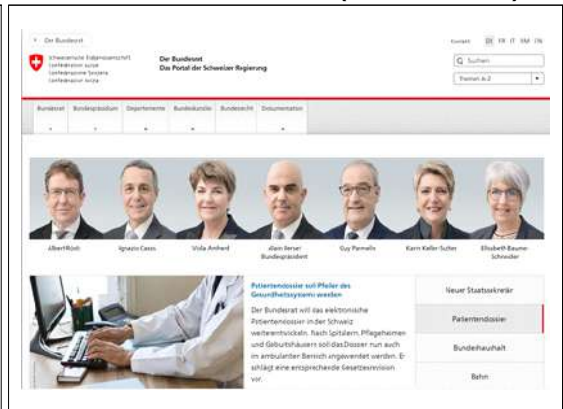 Der Bundesrat
Kontakt DE FR IT RM EN
Schweizerische Eidgenossenschaft
Confédération suisse
Confederazione Svizzera
Confederaziun svizra
Der Bundesrat
Das Portal der Schweizer Regierung
Suchen
Themen A-Z
Bundesrat Bundespräsidium Departemente Bundeskanzlei Bundesrecht Dokumentation
Albert Rösti Ignazio Cassis Viola Amherd Alain Berset Guy Parmelin Karin Keller-Sutter Elisabeth Baume-
Bundespräsident Schneider
Patientendossier soll Pfeiler des
Gesundheitssystems werden
Der Bundesrat will das elektronische
Patientendossier in der Schweiz
weiterentwickeln. Nach Spitälern, Pflegeheimen
und Geburtshäusern soll das Dossier nun auch
im ambulanten Bereich angewendet werden. Er
schlägt eine entsprechende Gesetzesrevision
vor.
Neuer Staatssekretär
Patientendossier
Bundeshaushalt
Bahn